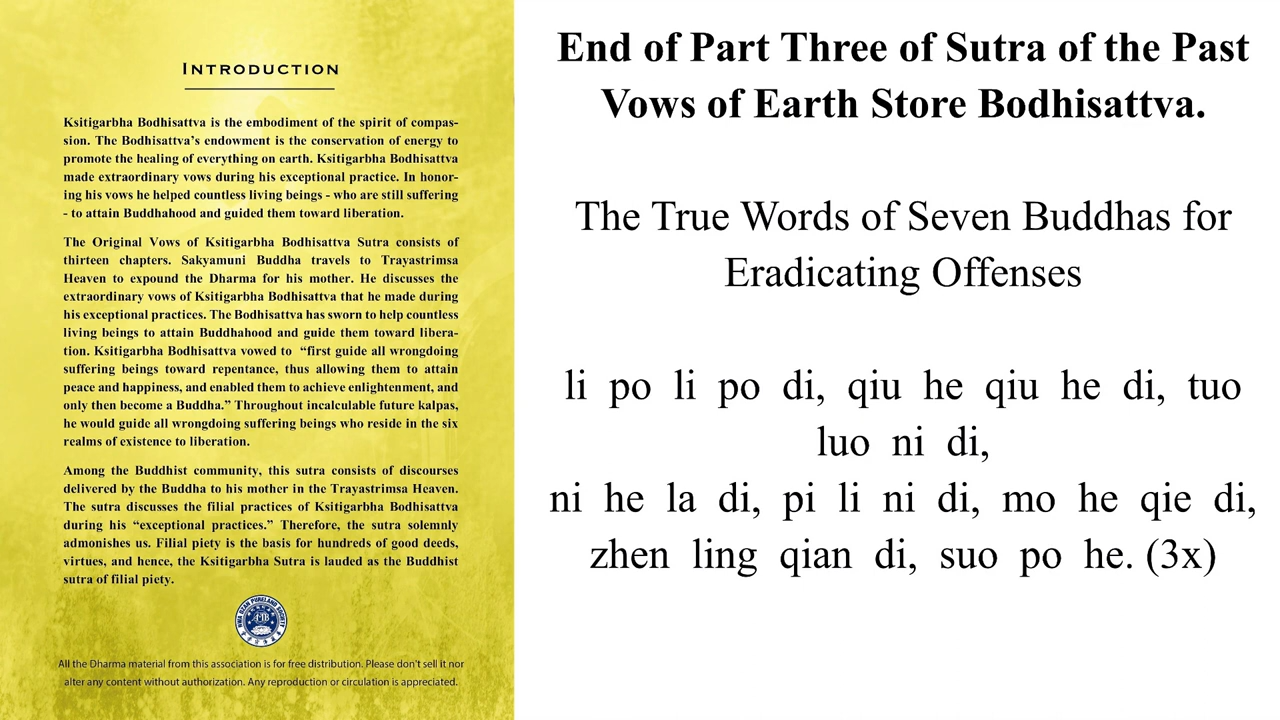 INTRODUCTION
Ksitigarbha Bodhisattva is the embodiment of the spirit of compas-
sion. The Bodhisattva's endowment is the conservation of energy to
promote the healing of everything on earth. Ksitigarbha Bodhisattva
made extraordinary vows during his exceptional practice. In honor-
ing his vows he helped countless living beings - who are still suffering
- to attain Buddhahood and guided them toward liberation.
The Original Vows of Ksitigarbha Bodhisattva Sutra consists of
thirteen chapters. Sakyamuni Buddha travels to Trayastrimsa
Heaven to expound the Dharma for his mother. He discusses the
extraordinary vows of Ksitigarbha Bodhisattva that he made during
his exceptional practices. The Bodhisattva has sworn to help countless
living beings to attain Buddhahood and guide them toward libera-
tion. Ksitigarbha Bodhisattva vowed to “first guide all wrongdoing
suffering beings toward repentance, thus allowing them to attain
peace and happiness, and enabled them to achieve enlightenment, and
only then become a Buddha.” Throughout incalculable future kalpas,
he would guide all wrongdoing suffering beings who reside in the six
realms of existence to liberation.
Among the Buddhist community, this sutra consists of discourses
delivered by the Buddha to his mother in the Trayastrimsa Heaven.
The sutra discusses the filial practices of Ksitigarbha Bodhisattva
during his “exceptional practices.” Therefore, the sutra solemnly
admonishes us. Filial piety is the basis for hundreds of good deeds,
virtues, and hence, the Ksitigarbha Sutra is lauded as the Buddhist
sutra of filial piety.
All the Dharma material from this association is for free distribution. Please don't sell it nor
alter any content without authorization. Any reproduction or circulation is appreciated.
End of Part Three of Sutra of the Past
Vows of Earth Store Bodhisattva.
The True Words of Seven Buddhas for
Eradicating Offenses
li po li po di, qiu he qiu he di, tuo
luo ni di,
ni he la di, pi li ni di, mo he qie di,
zhen ling qian di, suo po he. (3x)